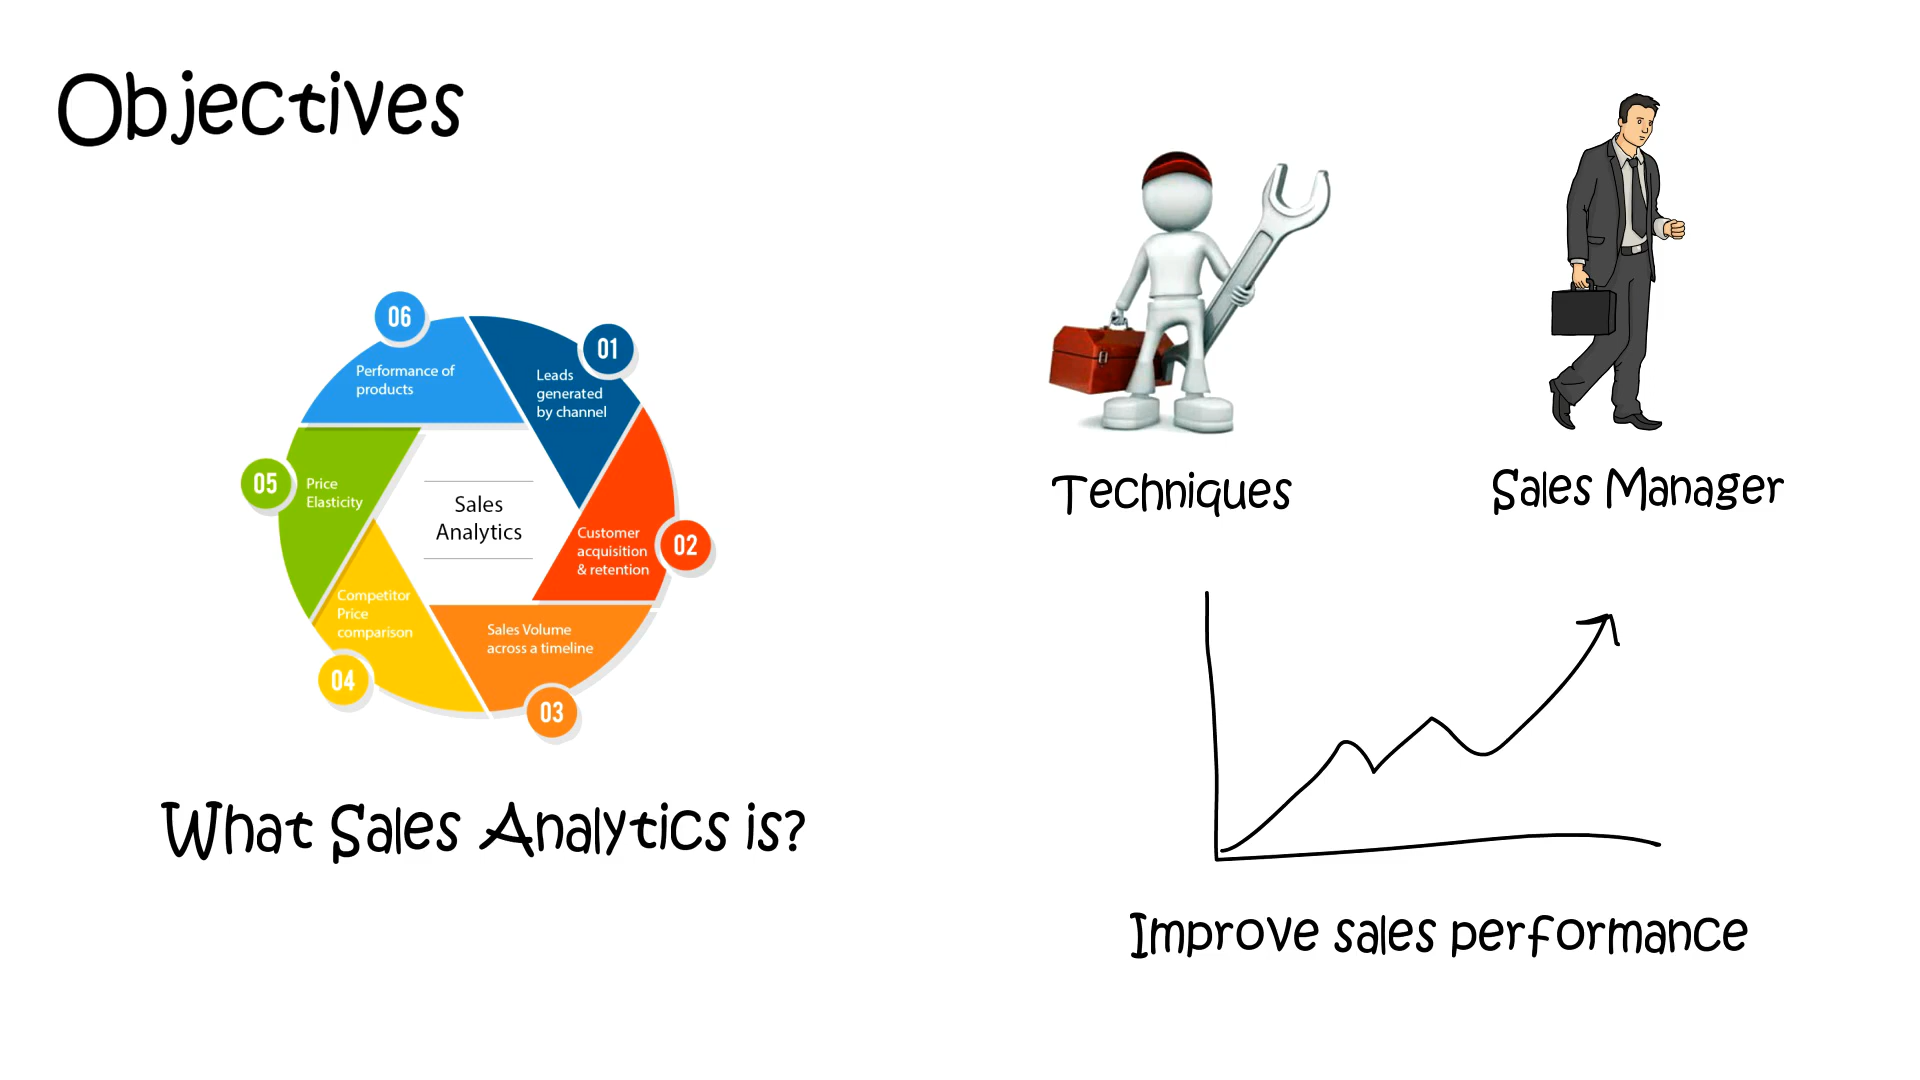 Objectives
06
Performance of
products
01
Leads
generated
by channel
05
Price
Elasticity
Sales
Analytics
Customer
acquisition
& retention
02
Competitor
Price
comparison
04
Sales Volume
across a timeline
03
What Sales Analytics is?
Techniques
Sales Manager
Improve sales performance